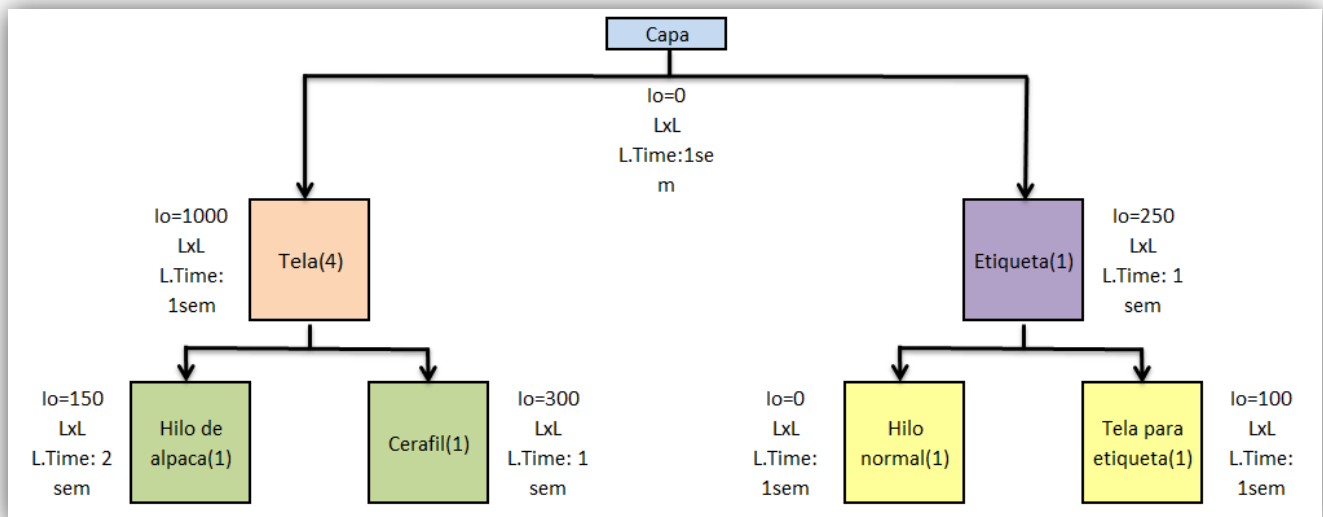 Capa
Io=0
LxL
L.Time:1se
m
Io=1000
LxL
L.Time:
1sem
Tela(4)
Etiqueta(1)
Io=250
LxL
L.Time: 1
sem
Io=150
LxL
L.Time: 2
sem
Hilo de
alpaca(1)
Cerafil(1)
Io=300
LxL
L.Time: 1
sem
Io=0
LxL
L.Time:
1sem
Hilo
normal(1)
Tela para
etiqueta(1)
Io=100
LxL
L.Time:
1sem